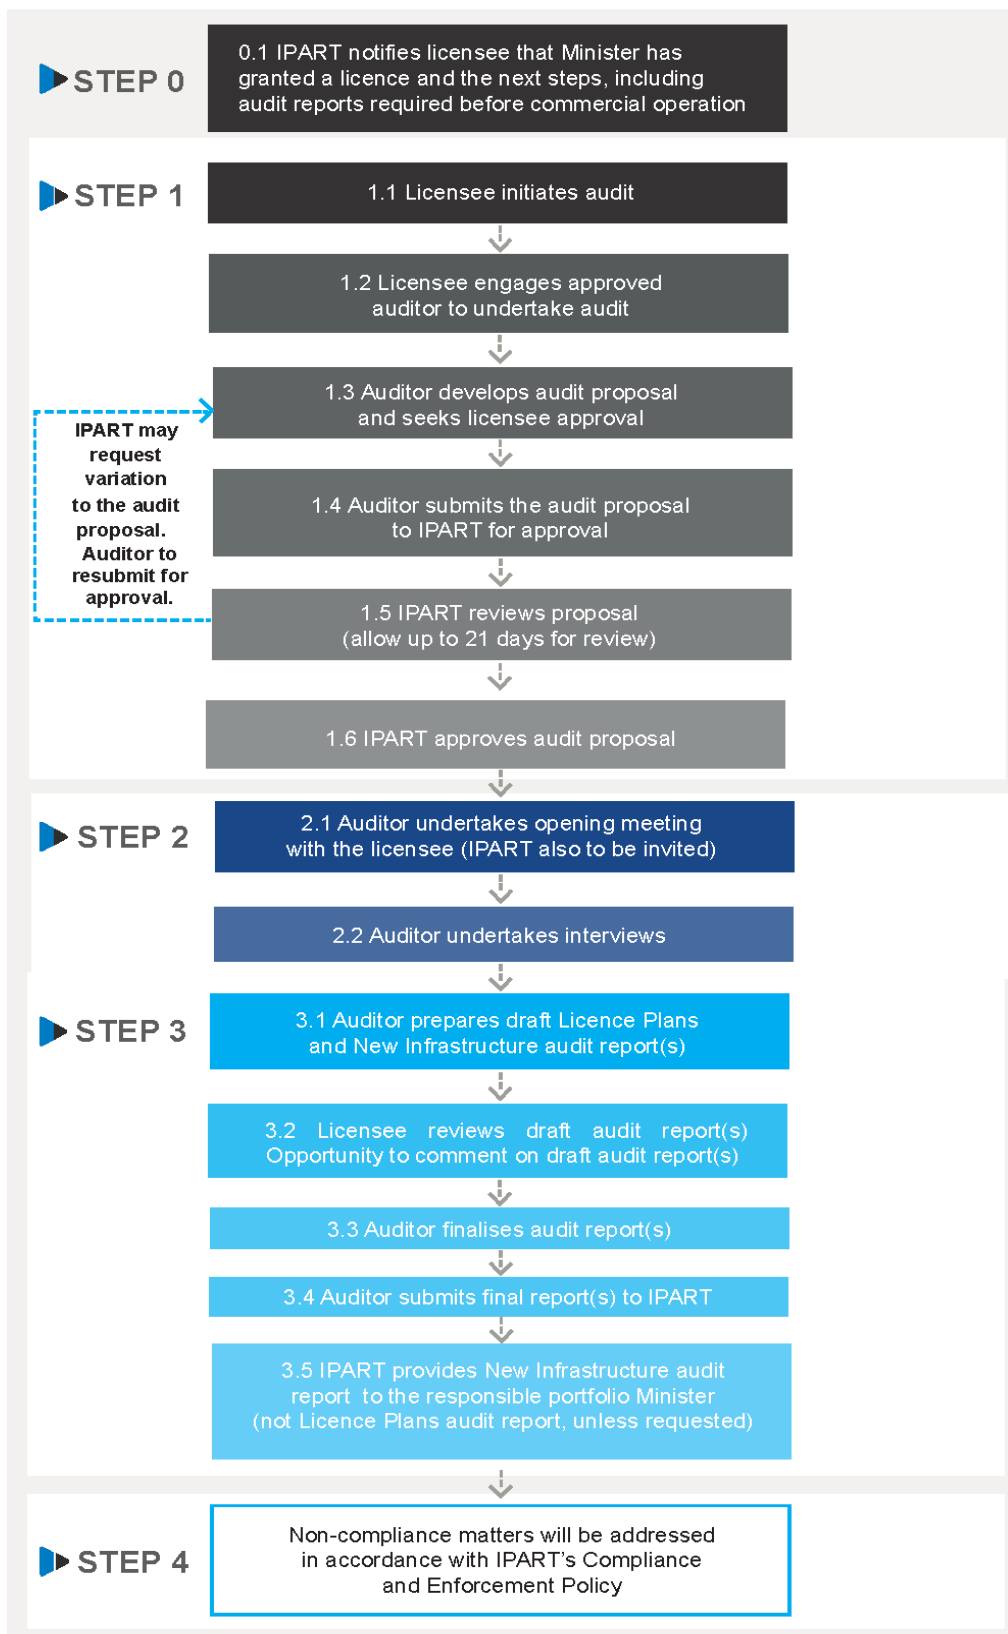 STEP 0
0.1 IPART notifies licensee that Minister has
granted a licence and the next steps, including
audit reports required before commercial operation
STEP 1
1.1 Licensee initiates audit
1.2 Licensee engages approved
auditor to undertake audit
1.3 Auditor develops audit proposal
and seeks licensee approval
IPART may
request
variation
to the audit
proposal.
Auditor to
resubmit for
approval.
1.4 Auditor submits the audit proposal
to IPART for approval
1.5 IPART reviews proposal
(allow up to 21 days for review)
1.6 IPART approves audit proposal
STEP 2
2.1 Auditor undertakes opening meeting
with the licensee (IPART also to be invited)
2.2 Auditor undertakes interviews
STEP 3
3.1 Auditor prepares draft Licence Plans
and New Infrastructure audit report(s)
3.2 Licensee reviews draft audit report(s)
Opportunity to comment on draft audit report(s)
3.3 Auditor finalises audit report(s)
3.4 Auditor submits final report(s) to IPART
3.5 IPART provides New Infrastructure audit
report to the responsible portfolio Minister
(not Licence Plans audit report, unless requested)
STEP 4
Non-compliance matters will be addressed
in accordance with IPART's Compliance
and Enforcement Policy